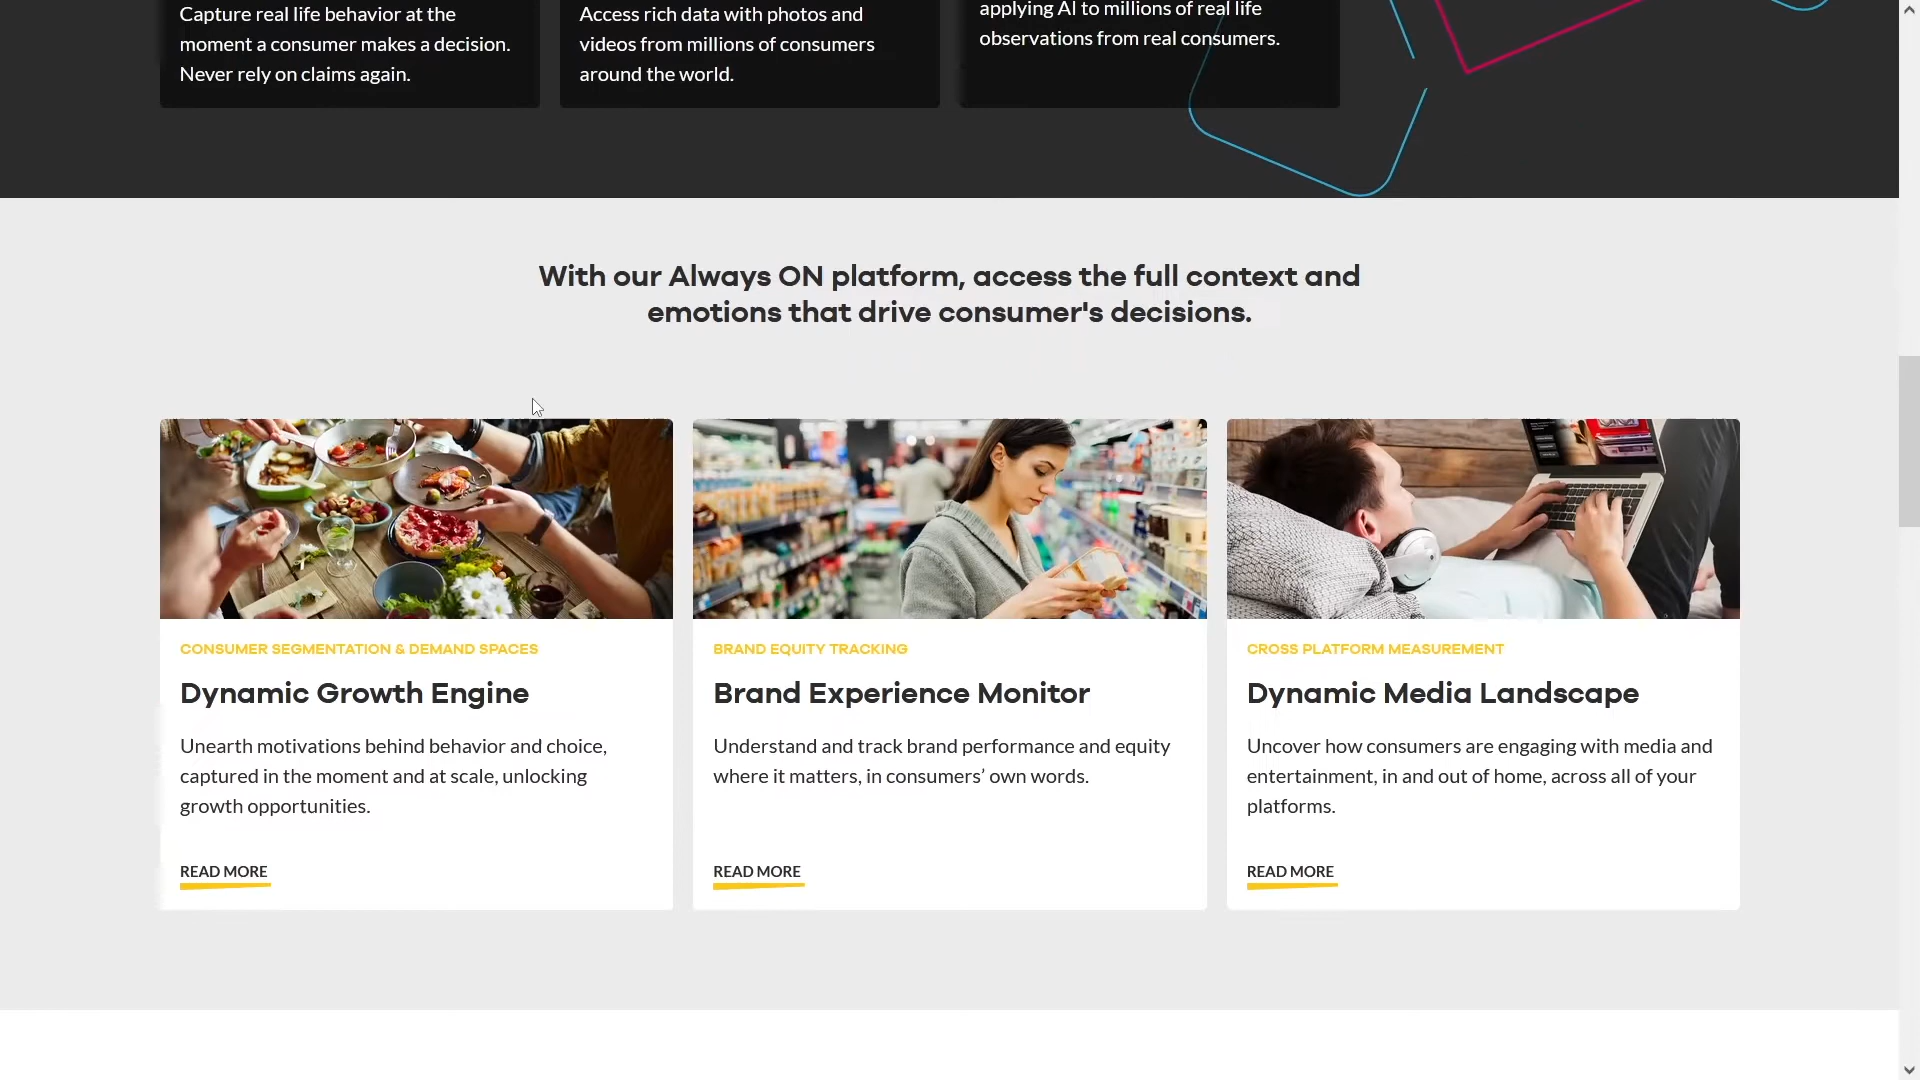 Capture real life behavior at the
moment a consumer makes a decision.
Never rely on claims again.
Access rich data with photos and
videos from millions of consumers
around the world.
applying AI to millions of real life
observations from real consumers.
With our Always ON platform, access the full context and
emotions that drive consumer's decisions.
CONSUMER SEGMENTATION & DEMAND SPACES
Dynamic Growth Engine
Unearth motivations behind behavior and choice,
captured in the moment and at scale, unlocking
growth opportunities.
READ MORE
BRAND EQUITY TRACKING
Brand Experience Monitor
Understand and track brand performance and equity
where it matters, in consumers’ own words.
READ MORE
CROSS PLATFORM MEASUREMENT
Dynamic Media Landscape
Uncover how consumers are engaging with media and
entertainment, in and out of home, across all of your
platforms.
READ MORE